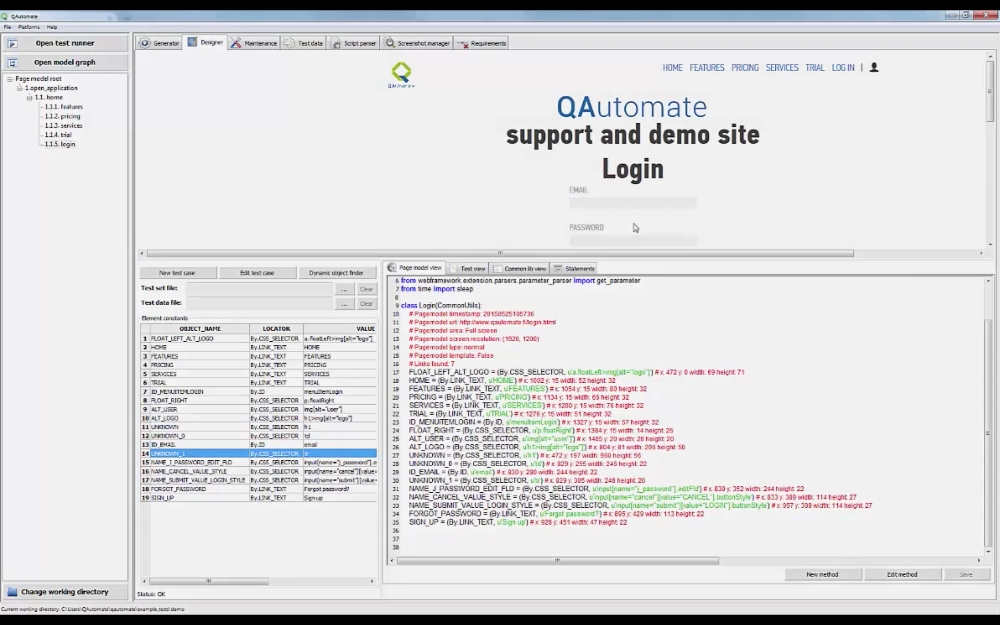 QAutomate
File Platforms Help
Open test runner
Open model graph
Page model root
1.open_application
1.1. home
1.1.1. features
1.1.2. pricing
1.1.3. services
1.1.4. trial
1.1.5. login
Change working directory
Generator Designer Maintenance Test data Script parser Screenshot manager Requirements
QAutomate
HOME FEATURES PRICING SERVICES TRIAL LOG IN |
QAutomate
support and demo site
Login
EMAIL
PASSWORD
New test case Edit test case Dynamic object finder
Test set file: ... Clear
Test data file: ... Clear
Element constants
OBJECT_NAME LOCATOR VALUE
1 FLOAT_LEFT_ALT_LOGO By.CSS_SELECTOR a.floatLeft>img[alt="logo"]
2 HOME By.LINK_TEXT HOME
3 FEATURES By.LINK_TEXT FEATURES
4 PRICING By.LINK_TEXT PRICING
5 SERVICES By.LINK_TEXT SERVICES
6 TRIAL By.LINK_TEXT TRIAL
7 ID_MENUITEMLOGIN By.ID menuItemLogin
8 FLOAT_RIGHT By.CSS_SELECTOR p.floatRight
9 ALT_USER By.CSS_SELECTOR img[alt="user"]
10 ALT_LOGO By.CSS_SELECTOR h1>img[alt="logo"]
11 UNKNOWN By.CSS_SELECTOR h1
12 UNKNOWN_0 By.CSS_SELECTOR td
13 ID_EMAIL By.ID email
14 UNKNOWN_1 By.CSS_SELECTOR tr
15 NAME_J_PASSWORD_EDIT_FLD By.CSS_SELECTOR input[name="j_password"].e
16 NAME_CANCEL_VALUE_STYLE By.CSS_SELECTOR input[name="cancel"][value=
17 NAME_SUBMIT_VALUE_LOGIN_STYLE By.CSS_SELECTOR input[name="submit"][value=
18 FORGOT_PASSWORD By.LINK_TEXT Forgot password?
19 SIGN_UP By.LINK_TEXT Sign up
Status: OK
Page model view Test view Common lib view Statements
6 from webframework.extension.parsers.parameter_parser import get_parameter
7 from time import sleep
8
9 class Login(CommonUtils):
10 # Pagemodel timestamp: 20150525105736
11 # Pagemodel url: http://www.qautomate.fi/login.html
12 # Pagemodel area: Full screen
13 # Pagemodel screen resolution: (1920, 1200)
14 # Pagemodel type: normal
15 # Pagemodel template: False
16 # Links found: 7
17 FLOAT_LEFT_ALT_LOGO = (By.CSS_SELECTOR, u'a.floatLeft>img[alt="logo"]') # x: 472 y: 0 width: 69 height: 71
18 HOME = (By.LINK_TEXT, u'HOME') # x: 1002 y: 15 width: 52 height: 32
19 FEATURES = (By.LINK_TEXT, u'FEATURES') # x: 1054 y: 15 width: 80 height: 32
20 PRICING = (By.LINK_TEXT, u'PRICING') # x: 1134 y: 15 width: 66 height: 32
21 SERVICES = (By.LINK_TEXT, u'SERVICES') # x: 1200 y: 15 width: 76 height: 32
22 TRIAL = (By.LINK_TEXT, u'TRIAL') # x: 1276 y: 15 width: 51 height: 32
23 ID_MENUITEMLOGIN = (By.ID, u'menuItemLogin') # x: 1327 y: 15 width: 57 height: 32
24 FLOAT_RIGHT = (By.CSS_SELECTOR, u'p.floatRight') # x: 1384 y: 15 width: 14 height: 25
25 ALT_USER = (By.CSS_SELECTOR, u'img[alt="user"]') # x: 1405 y: 20 width: 20 height: 20
26 ALT_LOGO = (By.CSS_SELECTOR, u'h1>img[alt="logo"]') # x: 804 y: 81 width: 296 height: 50
27 UNKNOWN = (By.CSS_SELECTOR, u'h1') # x: 472 y: 197 width: 960 height: 56
28 UNKNOWN_0 = (By.CSS_SELECTOR, u'td') # x: 829 y: 255 width: 246 height: 22
29 ID_EMAIL = (By.ID, u'email') # x: 830 y: 280 width: 244 height: 22
30 UNKNOWN_1 = (By.CSS_SELECTOR, u'tr') # x: 829 y: 305 width: 246 height: 20
31 NAME_J_PASSWORD_EDIT_FLD = (By.CSS_SELECTOR, u'input[name="j_password"].editFld') # x: 830 y: 352 width: 244 height: 22
32 NAME_CANCEL_VALUE_STYLE = (By.CSS_SELECTOR, u'input[name="cancel"][value="CANCEL"].buttonStyle') # x: 833 y: 389 width: 114 height: 27
33 NAME_SUBMIT_VALUE_LOGIN_STYLE = (By.CSS_SELECTOR, u'input[name="submit"][value="LOGIN"].buttonStyle') # x: 957 y: 389 width: 114 height: 27
34 FORGOT_PASSWORD = (By.LINK_TEXT, u'Forgot password?') # x: 895 y: 429 width: 113 height: 22
35 SIGN_UP = (By.LINK_TEXT, u'Sign up') # x: 928 y: 451 width: 47 height: 22
36
37
38
New method Edit method Save
Current working directory: C:\Users\QAutomate\qautomate\example_tests\demo